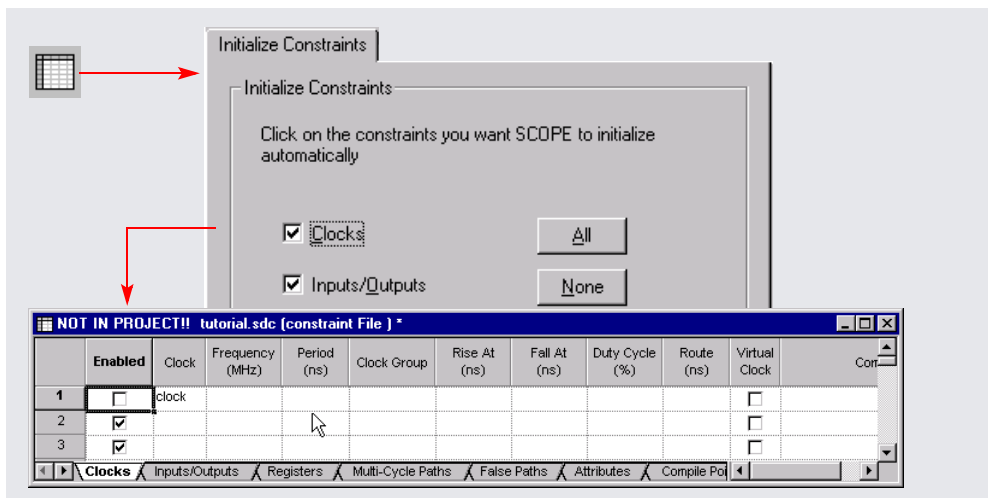 Initialize Constraints
Initialize Constraints
Click on the constraints you want SCOPE to initialize
automatically
Clocks
All
Inputs/Outputs
None
NOT IN PROJECT!! tutorial.sdc (constraint File ) *
Enabled Clock Frequency (MHz) Period (ns) Clock Group Rise At (ns) Fall At (ns) Duty Cycle (%) Route (ns) Virtual Clock Com
1 clock
2
3
Clocks Inputs/Outputs Registers Multi-Cycle Paths False Paths Attributes Compile Poi